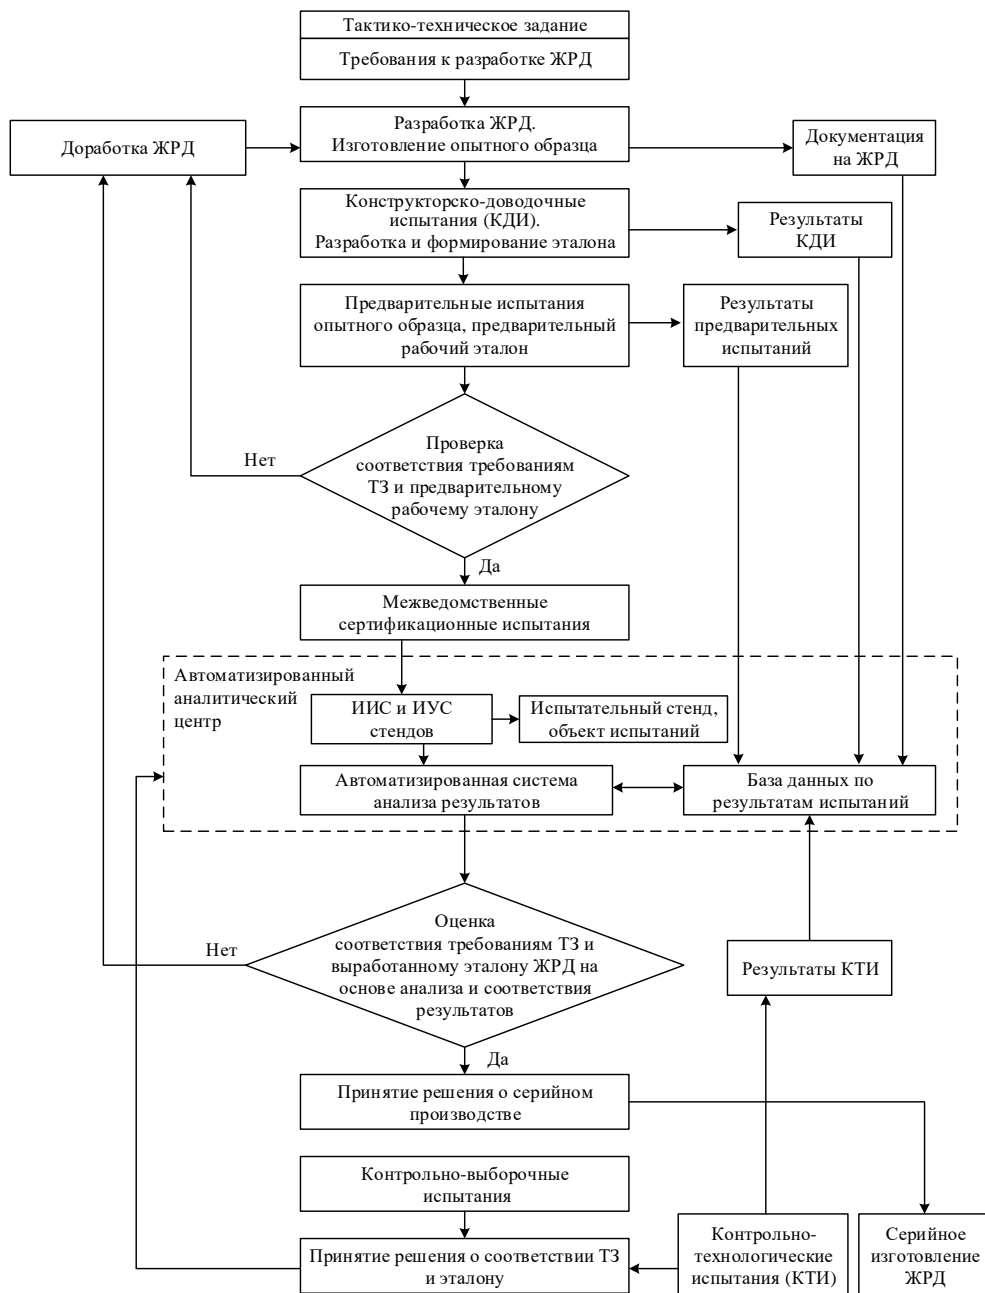 Тактико-техническое задание
Требования к разработке ЖРД
Доработка ЖРД
Разработка ЖРД.
Изготовление опытного образца
Документация
на ЖРД
Конструкторско-доводочные
испытания (КДИ).
Разработка и формирование эталона
Результаты
КДИ
Предварительные испытания
опытного образца, предварительный
рабочий эталон
Результаты
предварительных
испытаний
Нет
Проверка
соответствия требованиям
ТЗ и предварительному
рабочему эталону
Да
Межведомственные
сертификационные испытания
Автоматизированный
аналитический
центр
ИИС и ИУС
стендов
Испытательный стенд,
объект испытаний
Автоматизированная система
анализа результатов
База данных по
результатам испытаний
Нет
Оценка
соответствия требованиям ТЗ и
выработанному эталону ЖРД на
основе анализа и соответствия
результатов
Результаты КТИ
Да
Принятие решения о серийном
производстве
Контрольно-выборочные
испытания
Принятие решения о соответствии ТЗ
и эталону
Контрольно-
технологические
испытания (КТИ)
Серийное
изготовление
ЖРД